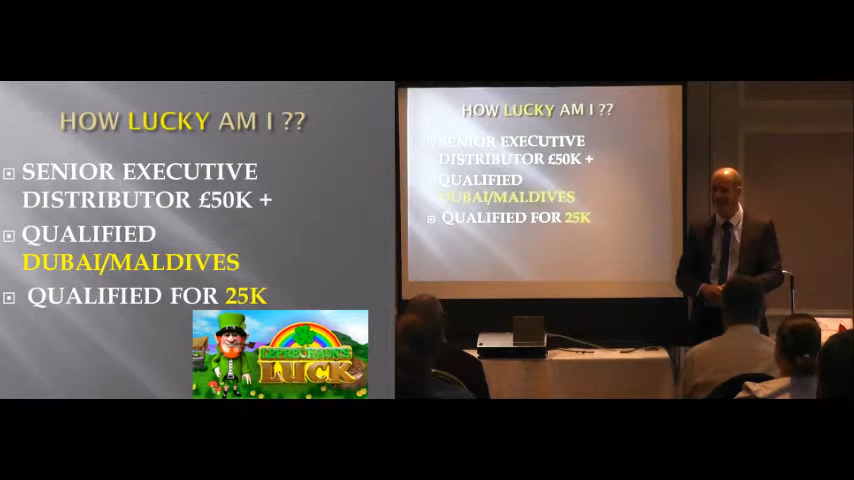 HOW LUCKY AM I ??
SENIOR EXECUTIVE
DISTRIBUTOR £50K +
QUALIFIED
DUBAI/MALDIVES
QUALIFIED FOR 25K
LEPRECHAUN'S
LUCK
HOW LUCKY AM I ??
SENIOR EXECUTIVE
DISTRIBUTOR £50K +
QUALIFIED
DUBAI/MALDIVES
QUALIFIED FOR 25K